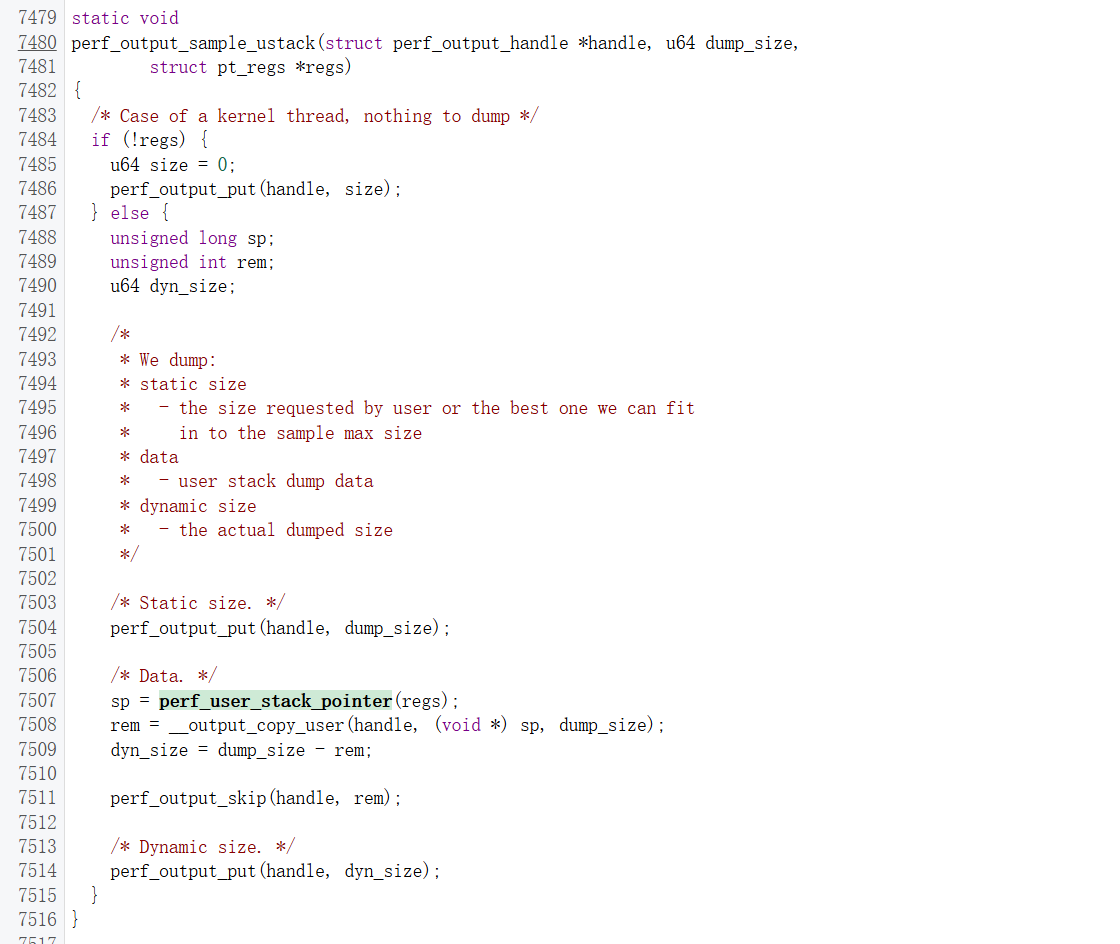 7479 static void
7480 perf_output_sample_ustack(struct perf_output_handle *handle, u64 dump_size,
7481         struct pt_regs *regs)
7482 {
7483   /* Case of a kernel thread, nothing to dump */
7484   if (!regs) {
7485     u64 size = 0;
7486     perf_output_put(handle, size);
7487   } else {
7488     unsigned long sp;
7489     unsigned int rem;
7490     u64 dyn_size;
7491
7492     /*
7493      * We dump:
7494      * static size
7495      *   - the size requested by user or the best one we can fit
7496      *     in to the sample max size
7497      * data
7498      *   - user stack dump data
7499      * dynamic size
7500      *   - the actual dumped size
7501      */
7502
7503     /* Static size. */
7504     perf_output_put(handle, dump_size);
7505
7506     /* Data. */
7507     sp = perf_user_stack_pointer(regs);
7508     rem = __output_copy_user(handle, (void *) sp, dump_size);
7509     dyn_size = dump_size - rem;
7510
7511     perf_output_skip(handle, rem);
7512
7513     /* Dynamic size. */
7514     perf_output_put(handle, dyn_size);
7515   }
7516 }
7517